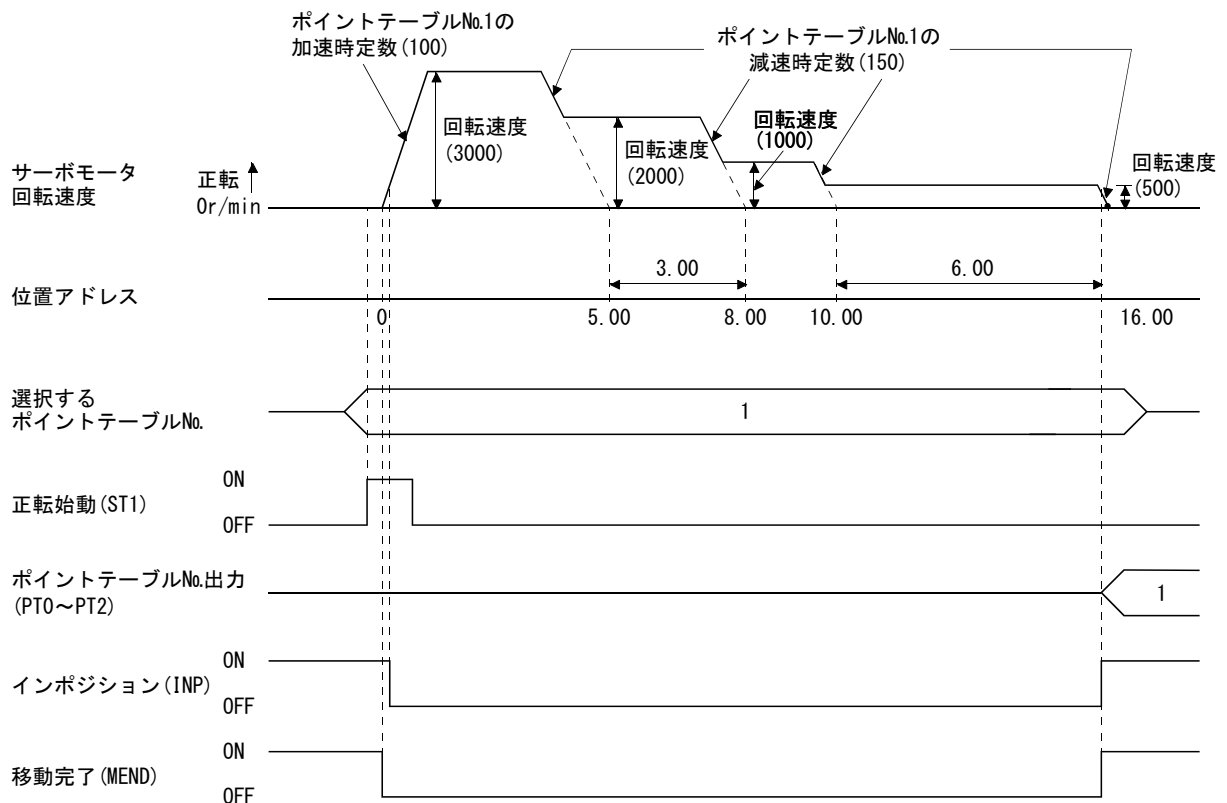 ポイントテーブル№1の
加速時定数(100)
ポイントテーブル№1の
減速時定数(150)
回転速度
(3000)
回転速度
(2000)
回転速度
(1000)
回転速度
(500)
サーボモータ
回転速度
正転
0r/min
3.00
6.00
位置アドレス
0
5.00
8.00
10.00
16.00
選択する
ポイントテーブル№.
1
正転始動(ST1)
ON
OFF
ポイントテーブル№.出力
(PT0～PT2)
1
インポジション(INP)
ON
OFF
移動完了(MEND)
ON
OFF